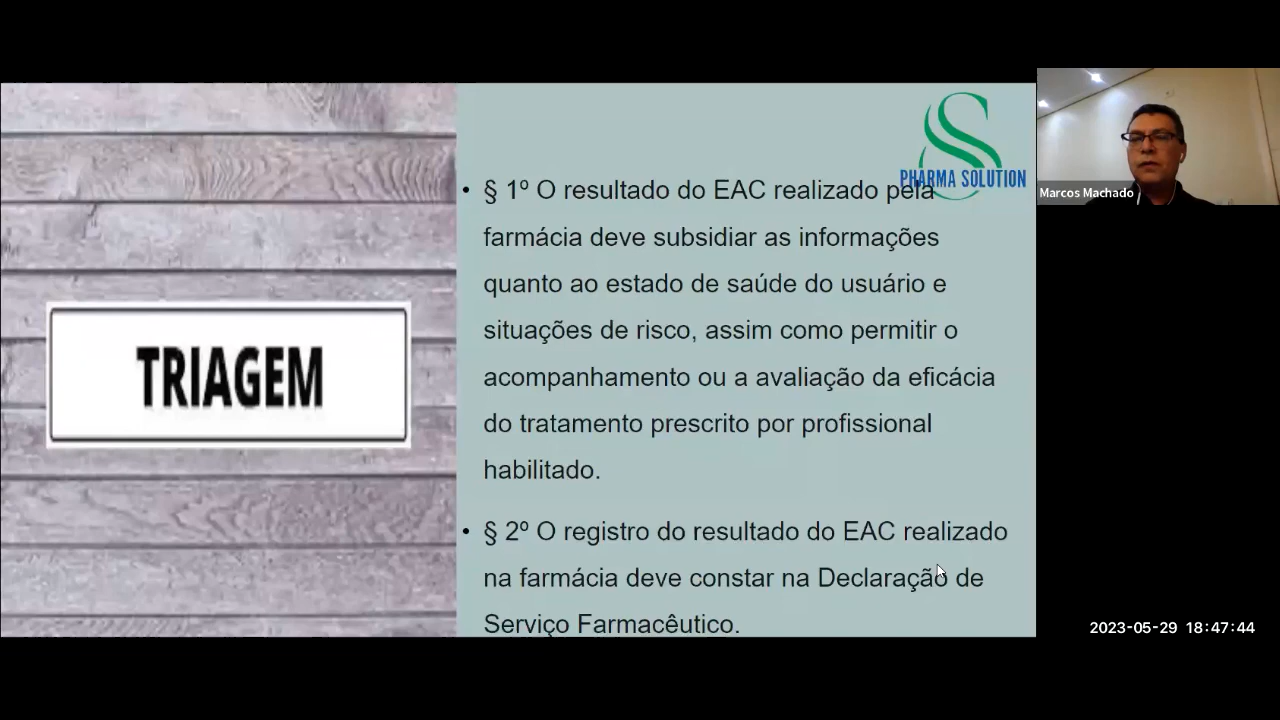 TRIAGEM
PHARMA SOLUTION
• § 1º O resultado do EAC realizado pela
farmácia deve subsidiar as informações
quanto ao estado de saúde do usuário e
situações de risco, assim como permitir o
acompanhamento ou a avaliação da eficácia
do tratamento prescrito por profissional
habilitado.
• § 2º O registro do resultado do EAC realizado
na farmácia deve constar na Declaração de
Serviço Farmacêutico.
Marcos Machado
2023-05-29 18:47:44